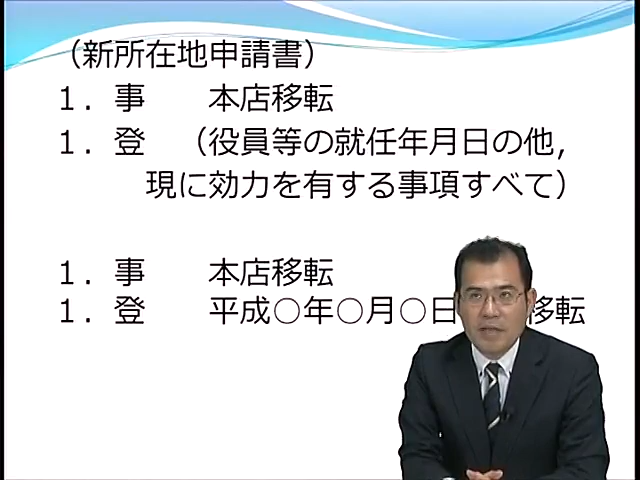 （新所在地申請書）
１．事　　本店移転
１．登　（役員等の就任年月日の他，
現に効力を有する事項すべて）
１．事　　本店移転
１．登　　平成○年○月○日　　移転